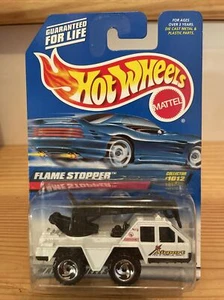 GUARANTEED
FOR LIFE
FOR AGES
OVER 3 YEARS
DIE CAST METAL &
PLASTIC PARTS.
Hot Wheels
MATTEL
FLAME STOPPER™
COLLECTOR
#1012